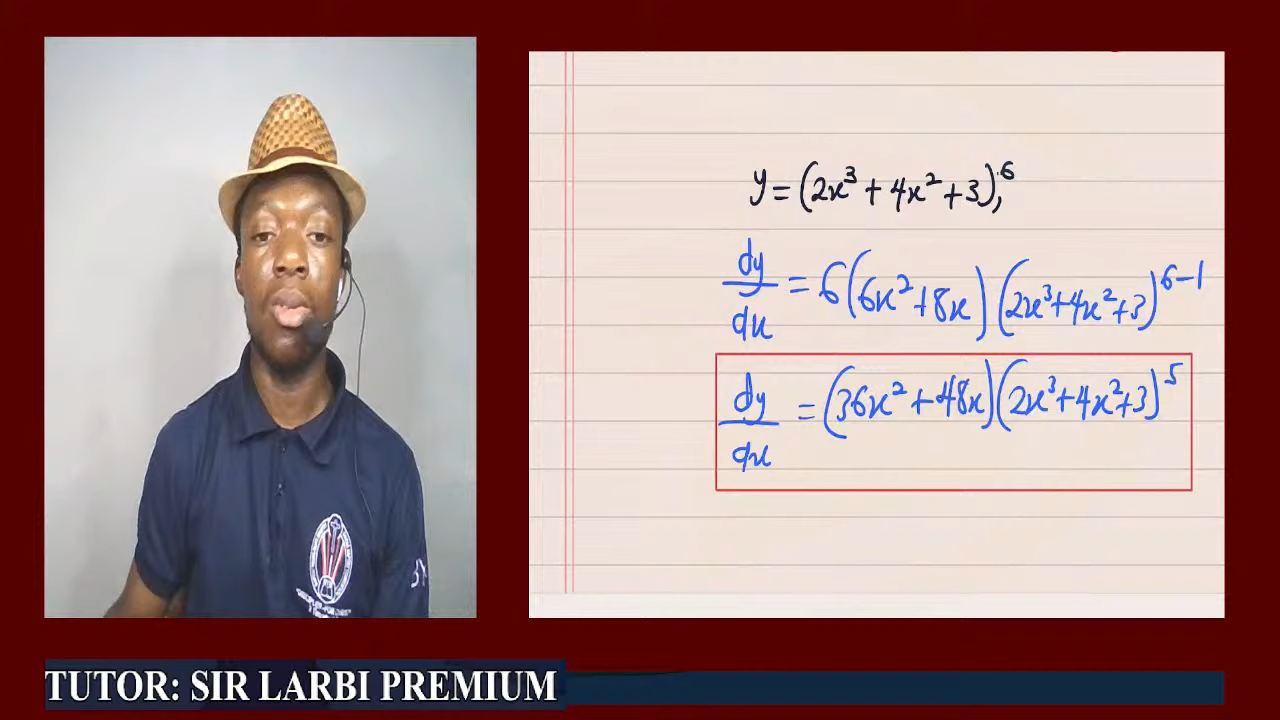 y = (2x³ + 4x² + 3)⁶,
dy/dx = 6(6x² + 8x)(2x³ + 4x² + 3)⁶⁻¹
dy/dx = (36x² + 48x)(2x³ + 4x² + 3)⁵
TUTOR: SIR LARBI PREMIUM